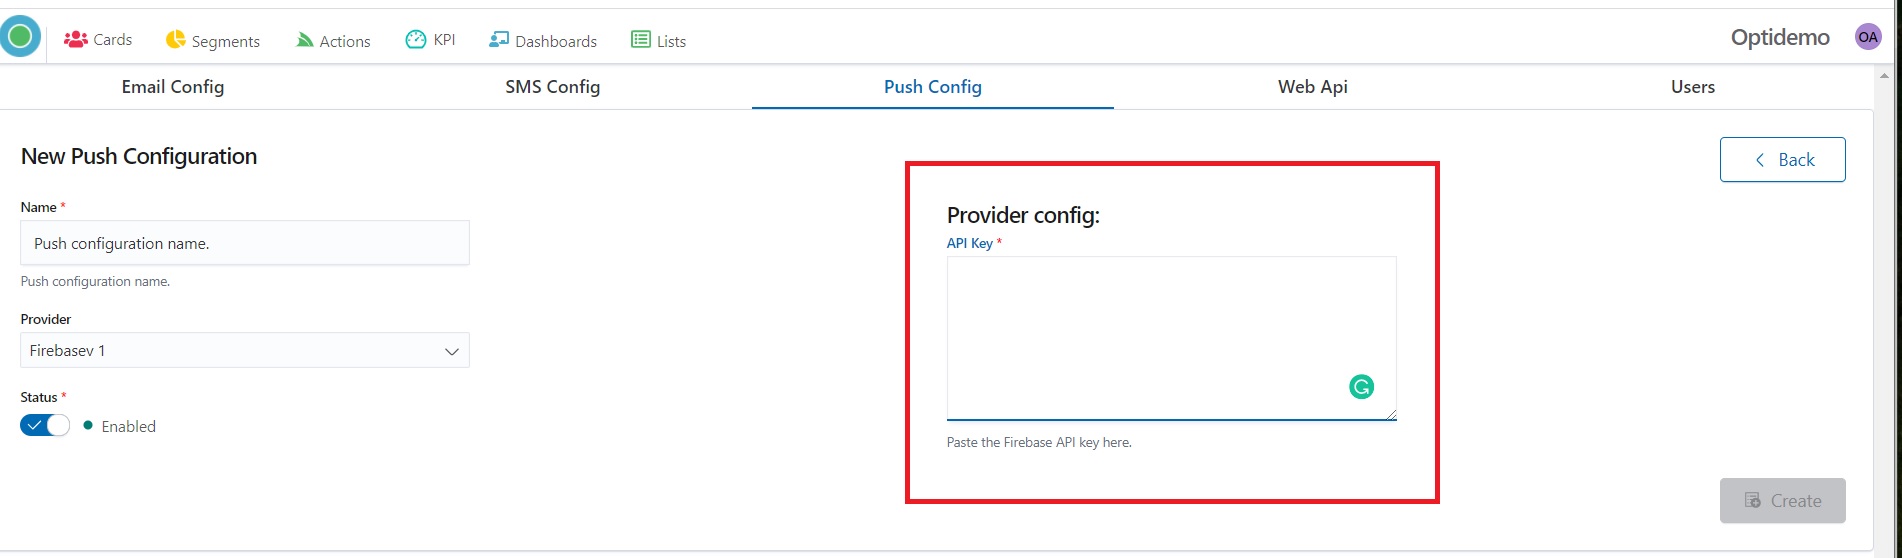 Cards Segments Actions KPI Dashboards Lists Optidemo OA
Email Config SMS Config Push Config Web Api Users
New Push Configuration
Back
Name *
Push configuration name.
Push configuration name.
Provider
Firebasev 1
Status *
Enabled
Provider config:
API Key *
Paste the Firebase API key here.
Create